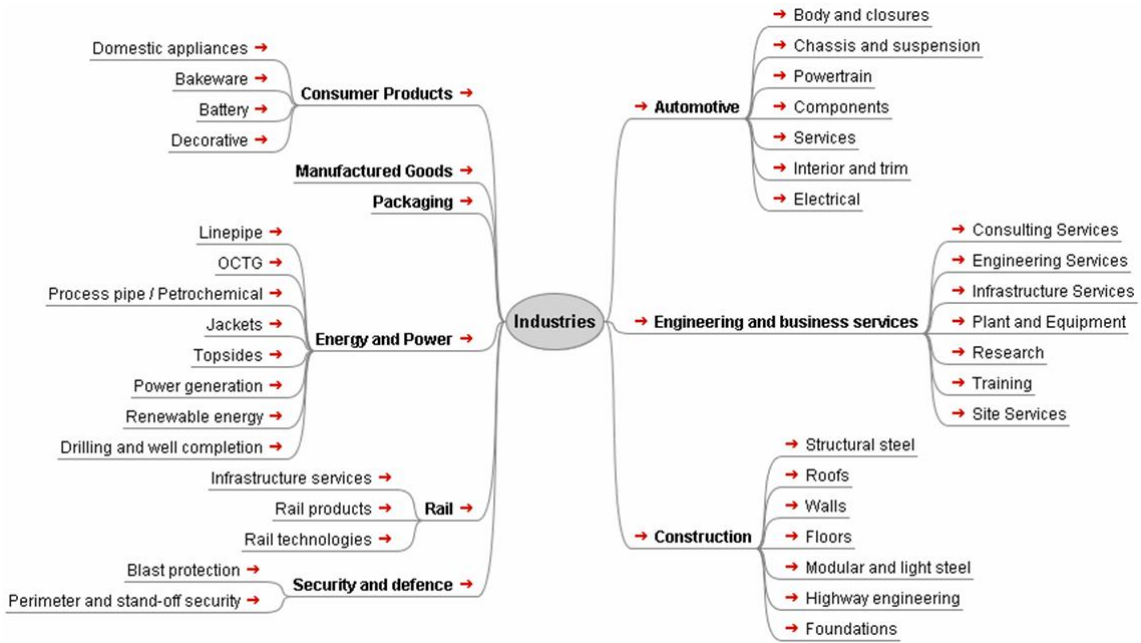 Industries
Consumer Products
Domestic appliances
Bakeware
Battery
Decorative
Manufactured Goods
Packaging
Energy and Power
Linepipe
OCTG
Process pipe / Petrochemical
Jackets
Topsides
Power generation
Renewable energy
Drilling and well completion
Rail
Infrastructure services
Rail products
Rail technologies
Security and defence
Blast protection
Perimeter and stand-off security
Automotive
Body and closures
Chassis and suspension
Powertrain
Components
Services
Interior and trim
Electrical
Engineering and business services
Consulting Services
Engineering Services
Infrastructure Services
Plant and Equipment
Research
Training
Site Services
Construction
Structural steel
Roofs
Walls
Floors
Modular and light steel
Highway engineering
Foundations